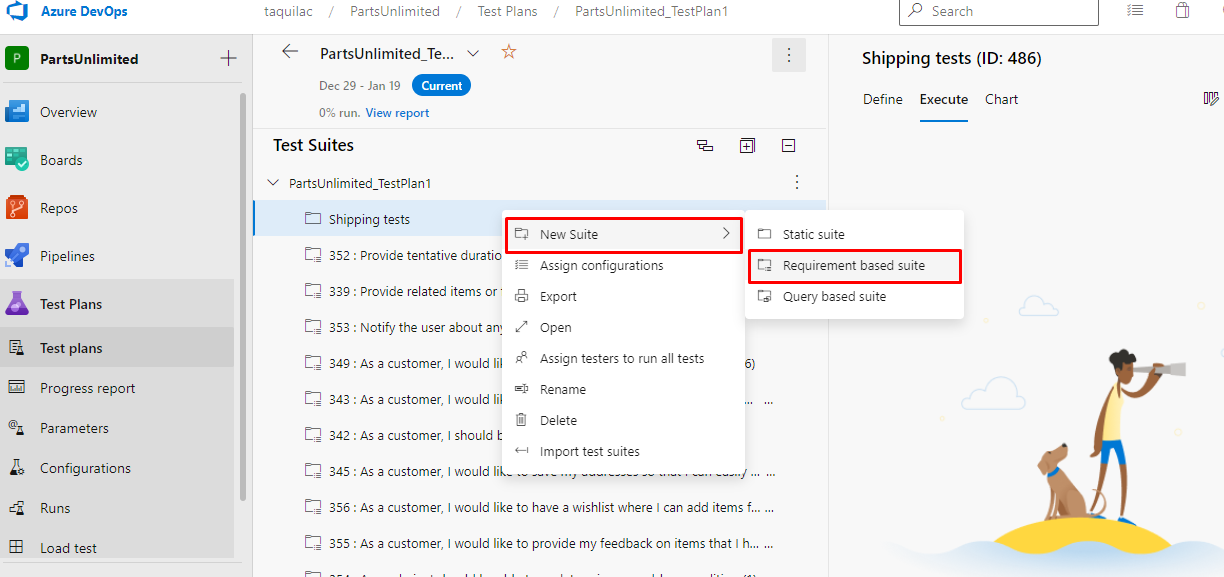 Azure DevOps
taquilac / PartsUnlimited / Test Plans / PartsUnlimited_TestPlan1
Search
P PartsUnlimited
Overview
Boards
Repos
Pipelines
Test Plans
Test plans
Progress report
Parameters
Configurations
Runs
Load test
PartsUnlimited_Te...
Dec 29 - Jan 19 Current
0% run. View report
Test Suites
PartsUnlimited_TestPlan1
Shipping tests
352 : Provide tentative duratio
339 : Provide related items or
353 : Notify the user about any
349 : As a customer, I would lik 6)
343 : As a customer, I would lik ... ...
342 : As a customer, I should b
345 : As a customer, I would like to save my addresses so that I can easily ... ...
356 : As a customer, I would like to have a wishlist where I can add items f... ...
355 : As a customer, I would like to provide my feedback on items that I h... ...
New Suite
Assign configurations
Export
Open
Assign testers to run all tests
Rename
Delete
Import test suites
Static suite
Requirement based suite
Query based suite
Shipping tests (ID: 486)
Define Execute Chart